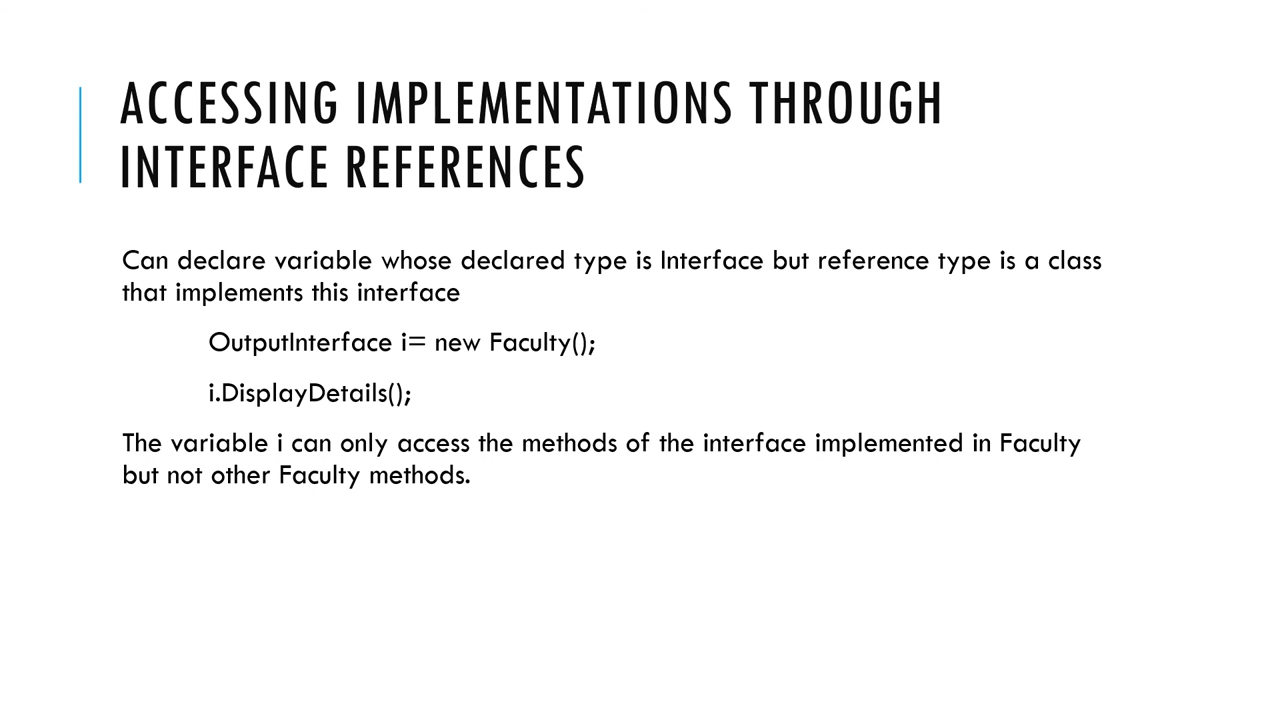 ACCESSING IMPLEMENTATIONS THROUGH
INTERFACE REFERENCES
Can declare variable whose declared type is Interface but reference type is a class
that implements this interface
OutputInterface i= new Faculty();
i.DisplayDetails();
The variable i can only access the methods of the interface implemented in Faculty
but not other Faculty methods.